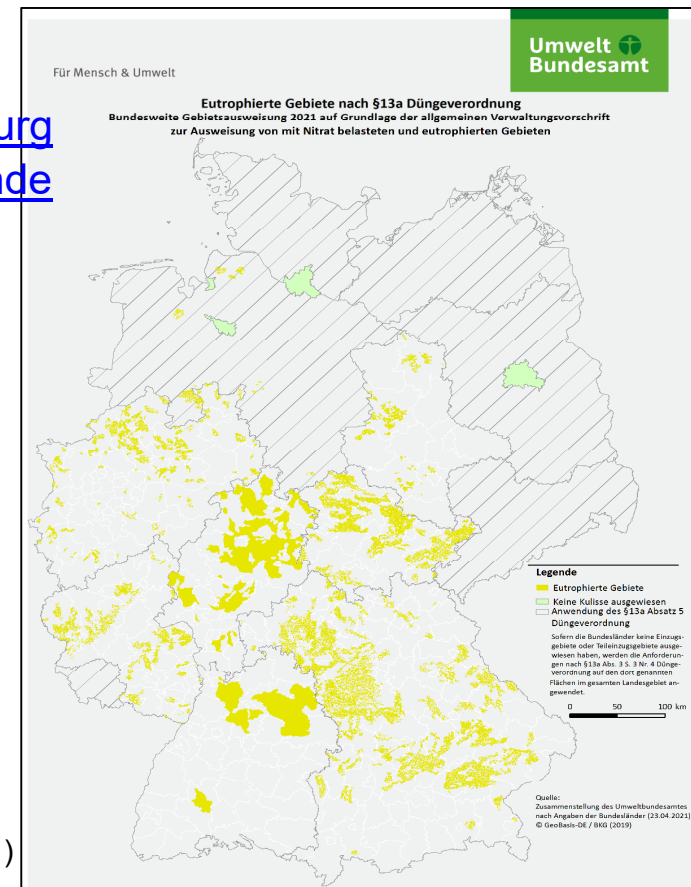 urg
nde
Für Mensch & Umwelt
Umwelt
Bundesamt
Eutrophierte Gebiete nach §13a Düngeverordnung
Bundesweite Gebietsausweisung 2021 auf Grundlage der allgemeinen Verwaltungsvorschrift
zur Ausweisung von mit Nitrat belasteten und eutrophierten Gebieten
Legende
Eutrophierte Gebiete
Keine Kulisse ausgewiesen
Anwendung des §13a Absatz 5
Düngeverordnung
Sofern die Bundesländer keine Einzugs-
gebiete oder Teileinzugsgebiete ausge-
wiesen haben, werden die Anforderun-
gen nach §13a Abs. 3 S. 3 Nr. 4 Dünge-
verordnung auf den dort genannten
Flächen im gesamten Landesgebiet an-
gewendet.
0 50 100 km
Quelle:
Zusammenstellung des Umweltbundesamtes
nach Angaben der Bundesländer (23.04.2021)
© GeoBasis-DE / BKG (2019)
)